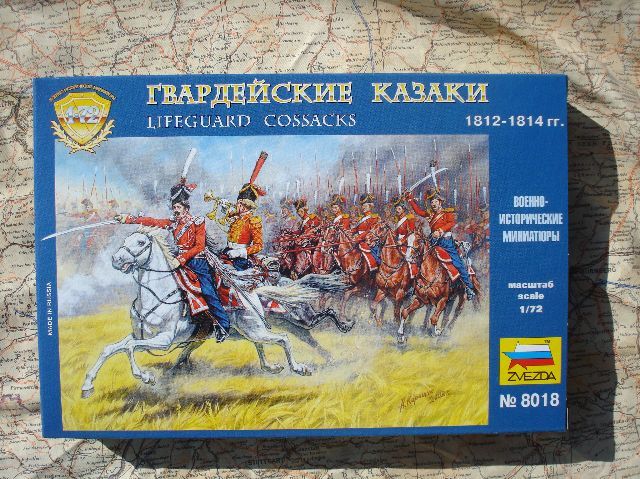 ГВАРДЕЙСКИЕ КАЗАКИ
LIFEGUARD COSSACKS
1812-1814 гг.
1:72
ВОЕННО-
ИСТОРИЧЕСКИЕ
МИНИАТЮРЫ
масштаб
scale
1/72
MADE IN RUSSIA
ZVEZDA
№ 8018